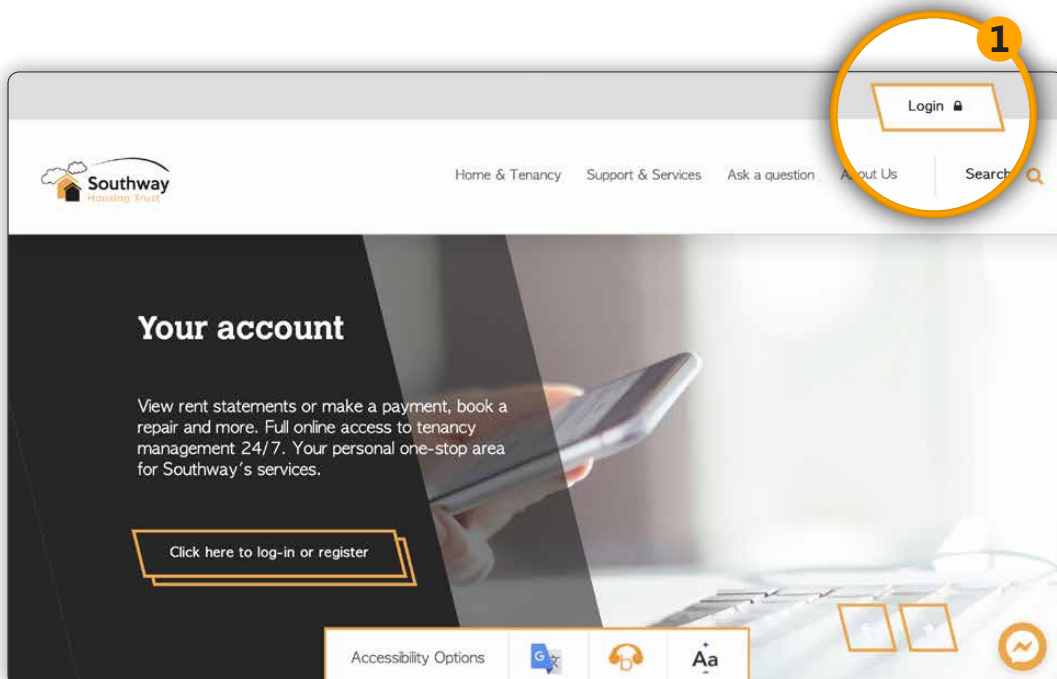 1
Login
Southway
Housing Trust
Home & Tenancy Support & Services Ask a question About Us Search
Your account
View rent statements or make a payment, book a
repair and more. Full online access to tenancy
management 24/7. Your personal one-stop area
for Southway's services.
Click here to log-in or register
Accessibility Options G 文 b Aa